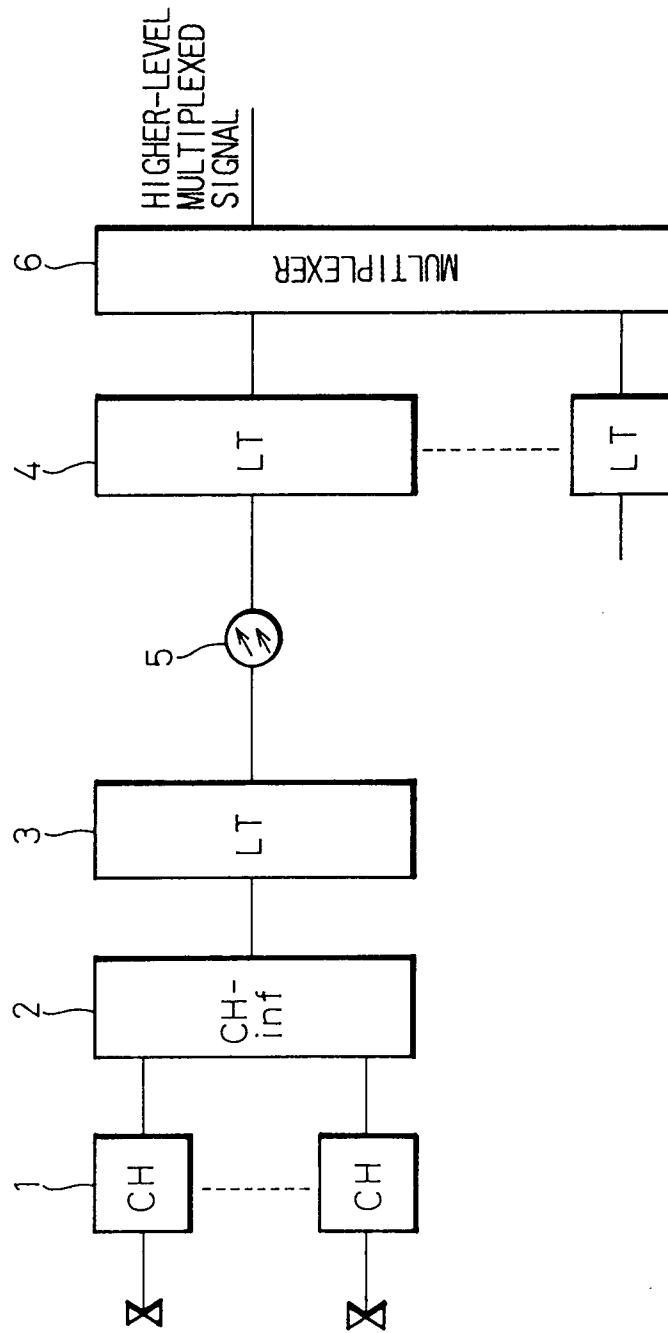 1
2
3
5
4
6
CH
CH
CH-
inf
LT
LT
LT
MULTIPLEXER
HIGHER-LEVEL
MULTIPLEXED
SIGNAL